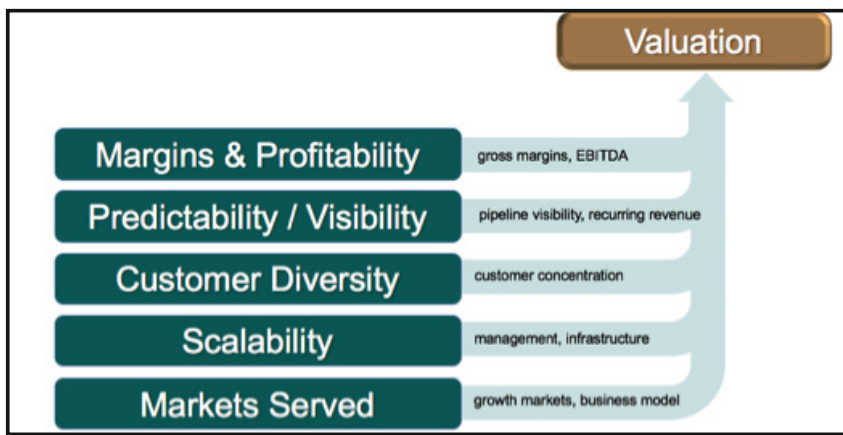 Valuation
Margins & Profitability
gross margins, EBITDA
Predictability / Visibility
pipeline visibility, recurring revenue
Customer Diversity
customer concentration
Scalability
management, infrastructure
Markets Served
growth markets, business model